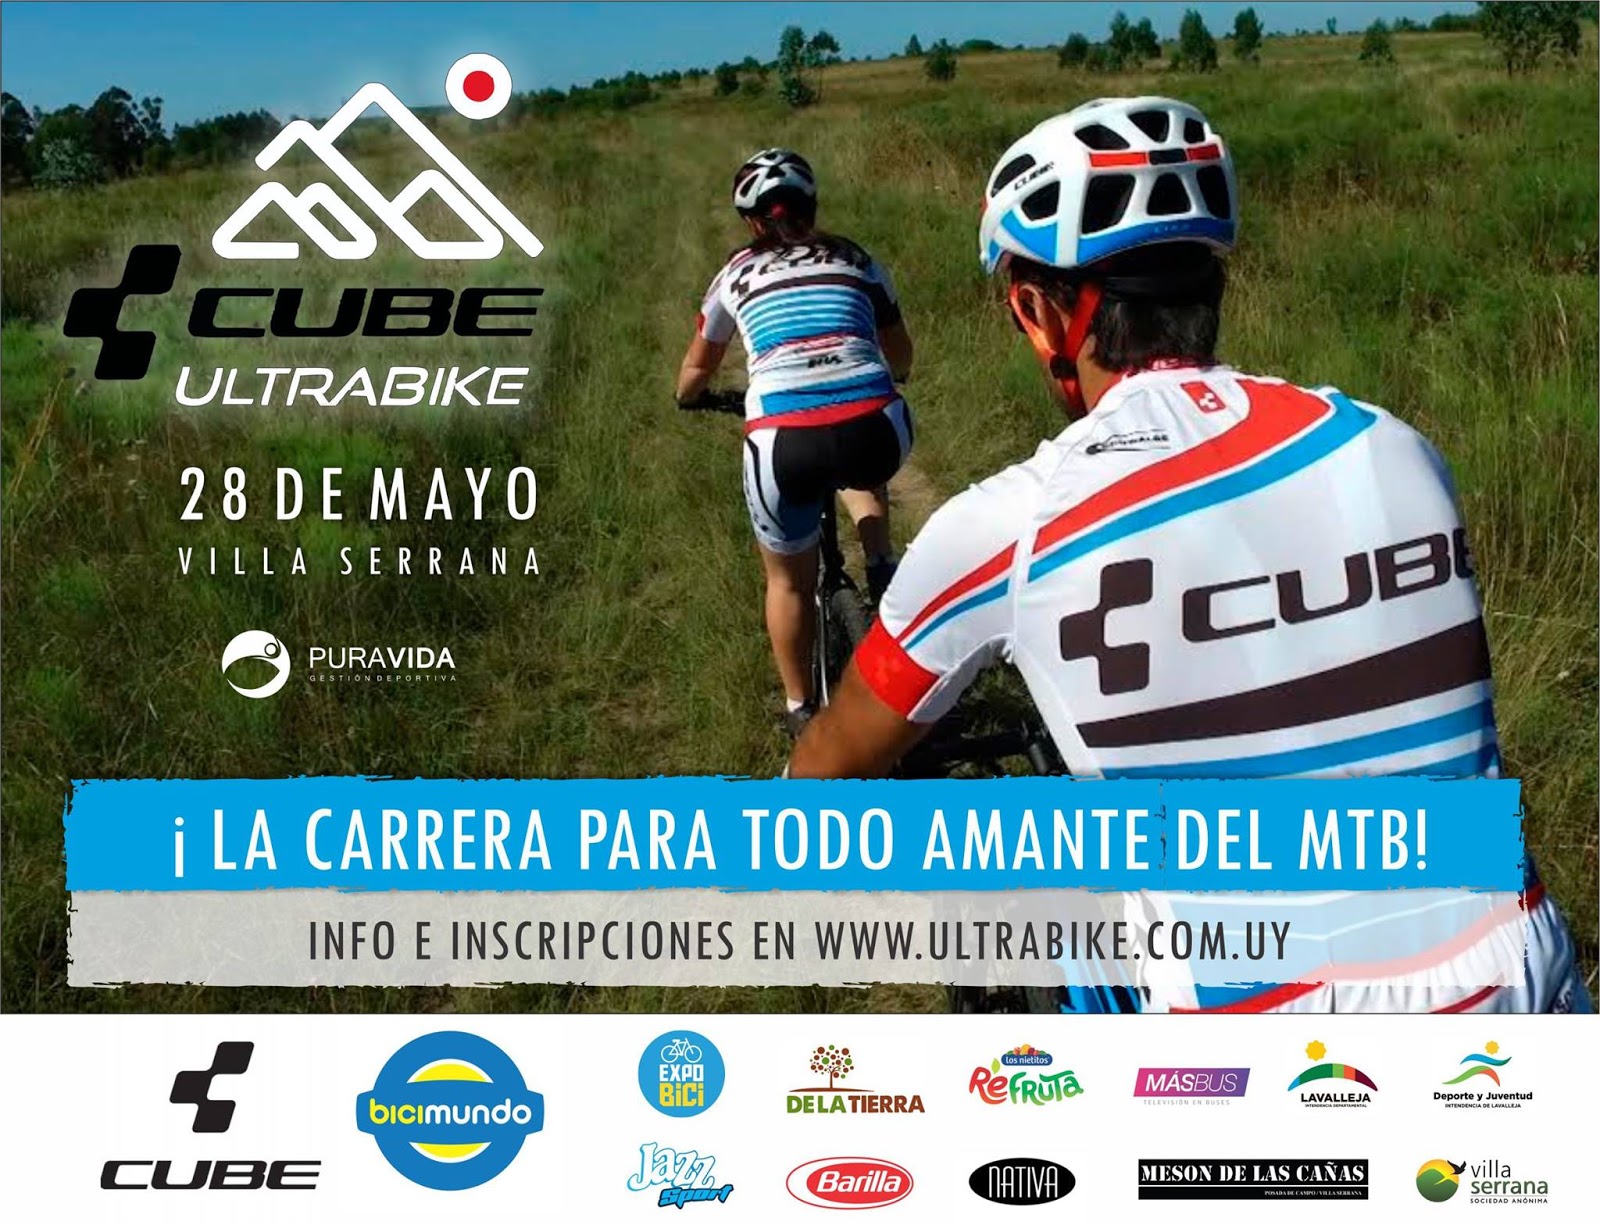 CUBE
ULTRABIKE
28 DE MAYO
VILLA SERRANA
PURAVIDA
GESTIÓN DEPORTIVA
CUBE
CUBE
¡LA CARRERA PARA TODO AMANTE DEL MTB!
INFO E INSCRIPCIONES EN WWW.ULTRABIKE.COM.UY
CUBE
bicimundo
EXPO
BiCi
DE LA TIERRA
los nietitos
ReFRUTA
MÁSBUS
TELEVISIÓN EN BUSES
LAVALLEJA
INTENDENCIA DEPARTAMENTAL
Deporte y Juventud
INTENDENCIA DE LAVALLEJA
Jazz
Sport
Barilla
NATIVA
MESON DE LAS CAÑAS
POSADA DE CAMPO / VILLA SERRANA
villa
serrana
SOCIEDAD ANÓNIMA